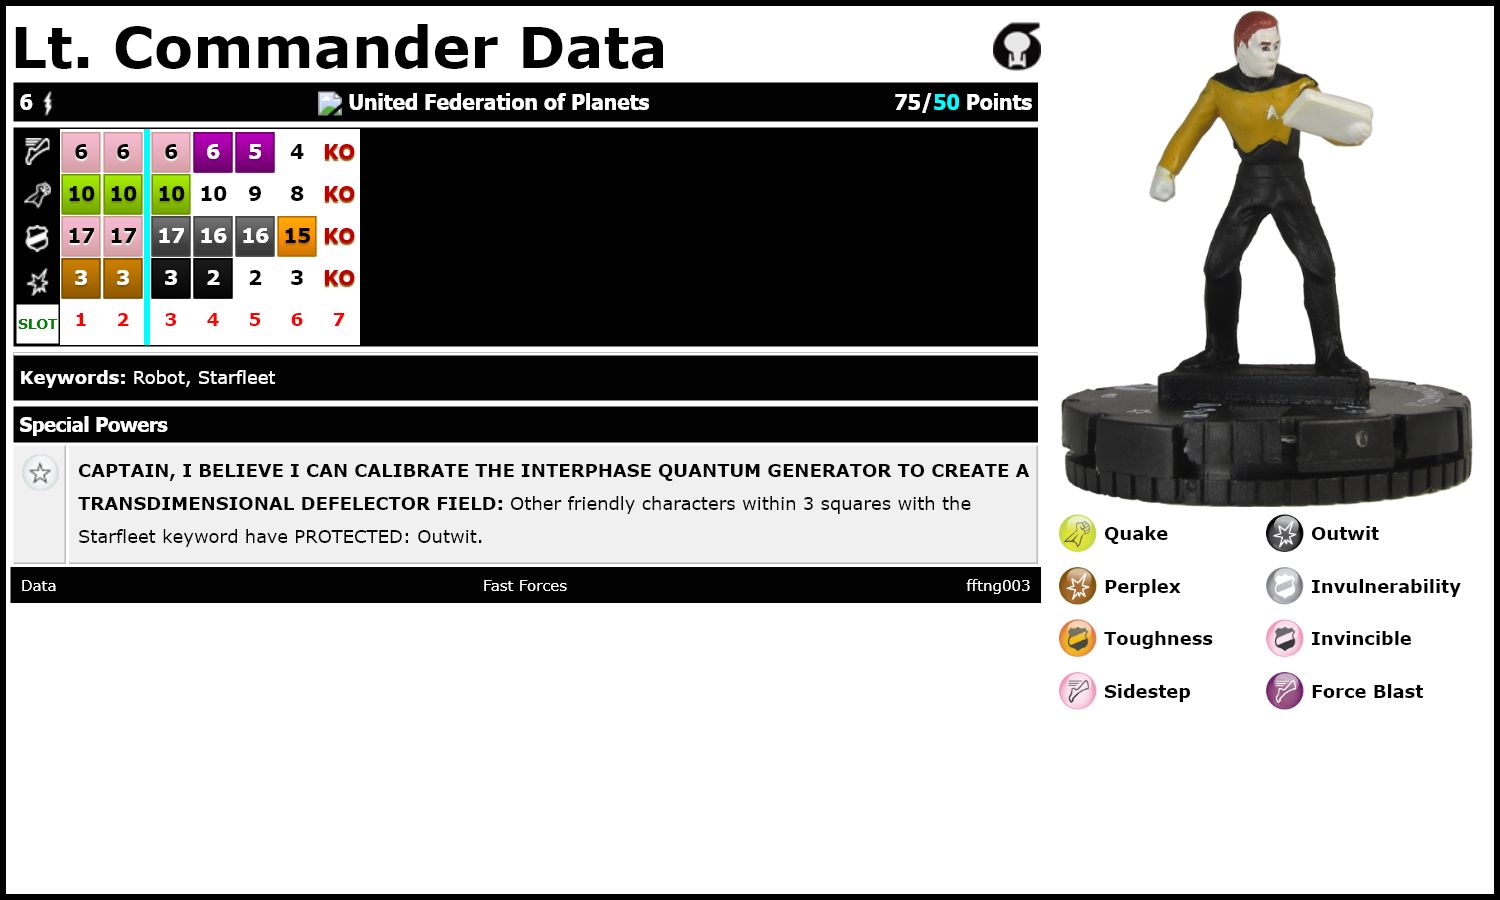 Lt. Commander Data
6 United Federation of Planets 75/50 Points
6 6 6 6 5 4 KO
10 10 10 10 9 8 KO
17 17 17 16 16 15 KO
3 3 3 2 2 3 KO
SLOT 1 2 3 4 5 6 7
Keywords: Robot, Starfleet
Special Powers
CAPTAIN, I BELIEVE I CAN CALIBRATE THE INTERPHASE QUANTUM GENERATOR TO CREATE A
TRANSDIMENSIONAL DEFELECTOR FIELD: Other friendly characters within 3 squares with the
Starfleet keyword have PROTECTED: Outwit.
Data Fast Forces fftng003
Quake Outwit
Perplex Invulnerability
Toughness Invincible
Sidestep Force Blast